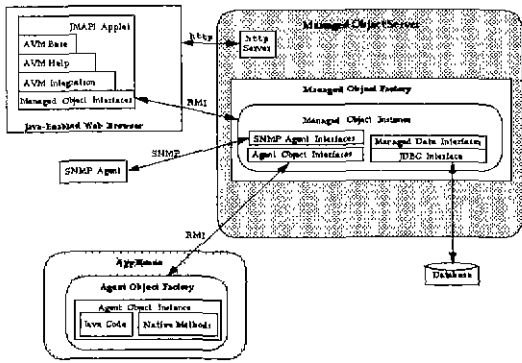 JMAPI Applet
AVM Base
AVM Help
AVM Integration
Managed Object Interfaces
Java-Enabled Web Browser
http
RMI
SNMP
SNMP Agent
Managed Object Server
http
Server
Managed Object Factory
Managed Object Instance
SNMP Agent Interfaces
Agent Object Interfaces
Managed Data Interfaces
JDBC Interface
RMI
Database
Appliance
Agent Object Factory
Agent Object Instance
Java Code
Native Methods